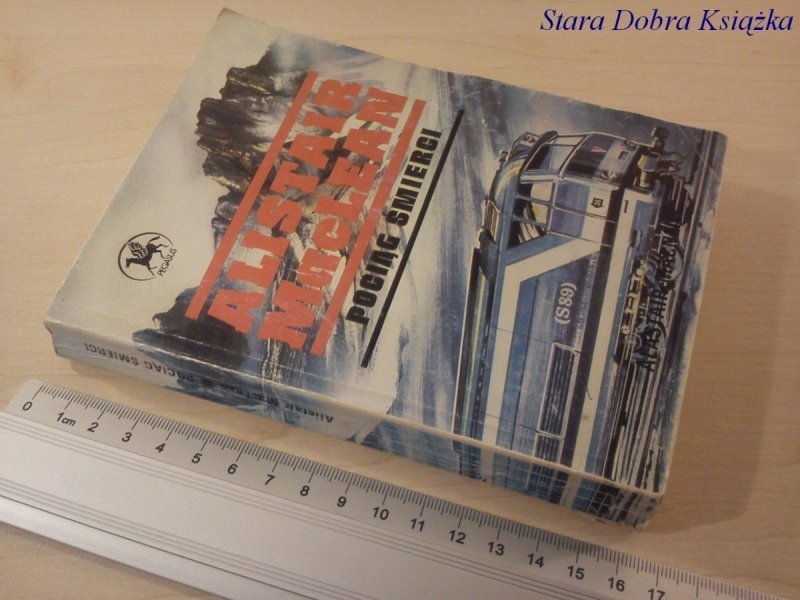 Stara Dobra Książka
ALISTAIR
MACLEAN
POCIĄG ŚMIERCI
PEGASUS
(S89)
ALASTAIR
Alistair MacLean POCIĄG ŚMIERCI
0 1cm 2 3 4 5 6 7 8 9 10 11 12 13 14 15 16 17